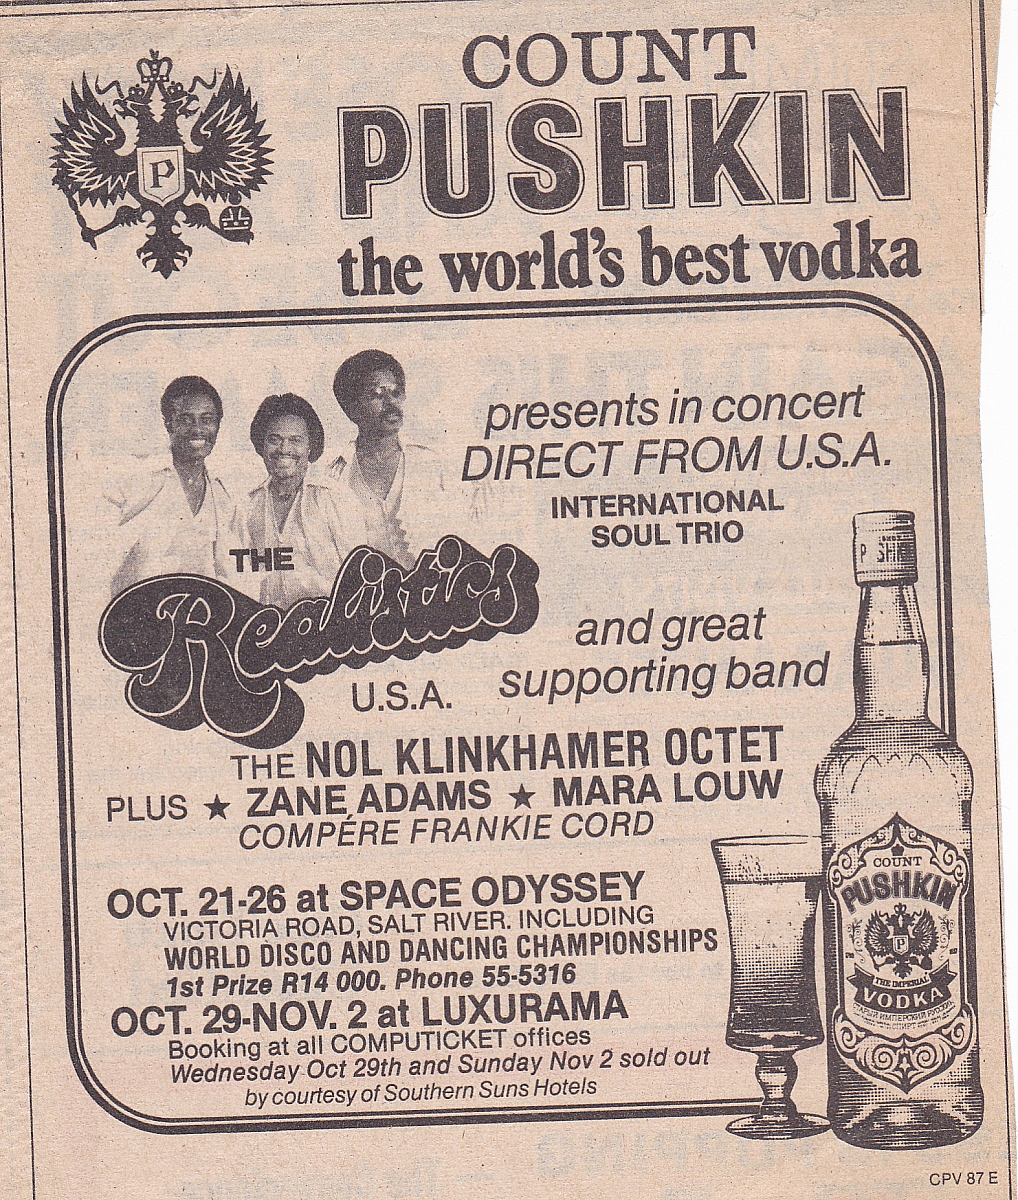 COUNT
PUSHKIN
the world's best vodka
P
presents in concert
DIRECT FROM U.S.A.
INTERNATIONAL
SOUL TRIO
THE
Realistics
U.S.A.
and great
supporting band
THE NOL KLINKHAMER OCTET
PLUS ★ ZANE ADAMS ★ MARA LOUW
COMPÉRE FRANKIE CORD
OCT. 21-26 at SPACE ODYSSEY
VICTORIA ROAD, SALT RIVER. INCLUDING
WORLD DISCO AND DANCING CHAMPIONSHIPS
1st Prize R14 000. Phone 55-5316
OCT. 29-NOV. 2 at LUXURAMA
Booking at all COMPUTICKET offices
Wednesday Oct 29th and Sunday Nov 2 sold out
by courtesy of Southern Suns Hotels
COUNT
PUSHKIN
P
THE IMPERIAL
VODKA
CPV 87 E